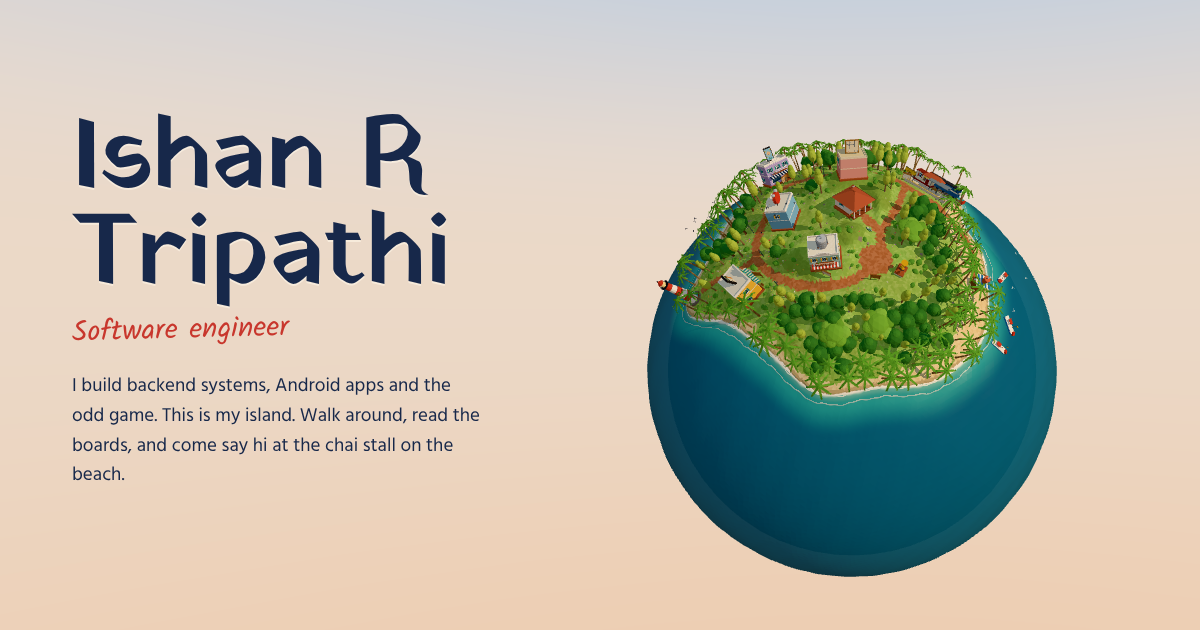 Ishan R
Tripathi
Software engineer
I build backend systems, Android apps and the
odd game. This is my island. Walk around, read the
boards, and come say hi at the chai stall on the
beach.